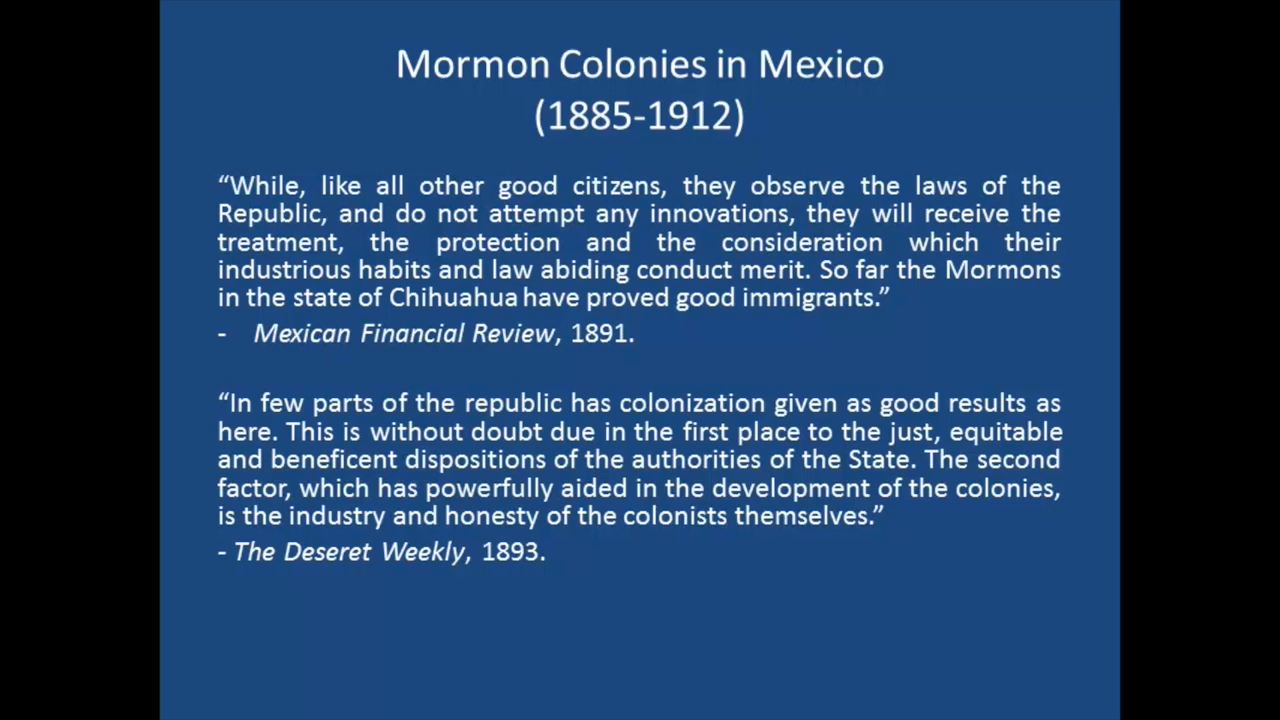 Mormon Colonies in Mexico
(1885-1912)
“While, like all other good citizens, they observe the laws of the
Republic, and do not attempt any innovations, they will receive the
treatment, the protection and the consideration which their
industrious habits and law abiding conduct merit. So far the Mormons
in the state of Chihuahua have proved good immigrants.”
- Mexican Financial Review, 1891.
“In few parts of the republic has colonization given as good results as
here. This is without doubt due in the first place to the just, equitable
and beneficent dispositions of the authorities of the State. The second
factor, which has powerfully aided in the development of the colonies,
is the industry and honesty of the colonists themselves.”
- The Deseret Weekly, 1893.